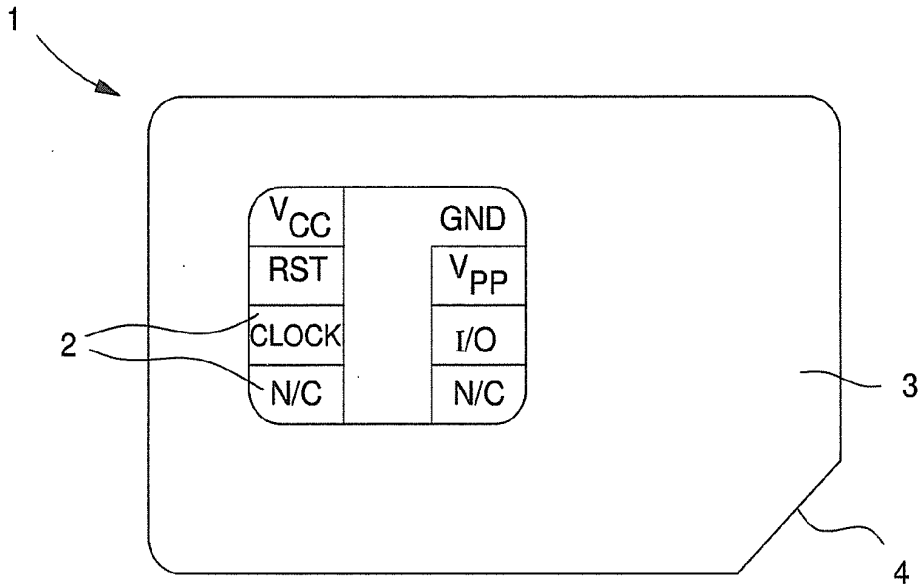 1
VCC GND
RST VPP
2 CLOCK I/O
N/C N/C
3
4